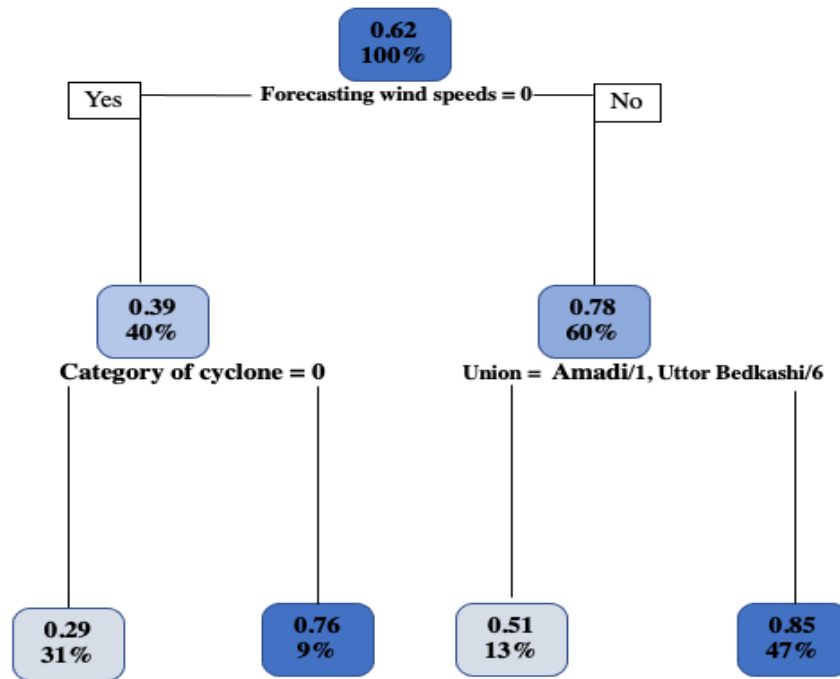 0.62
100%
Yes
Forecasting wind speeds = 0
No
0.39
40%
0.78
60%
Category of cyclone = 0
Union = Amadi/1, Uttor Bedkashi/6
0.29
31%
0.76
9%
0.51
13%
0.85
47%